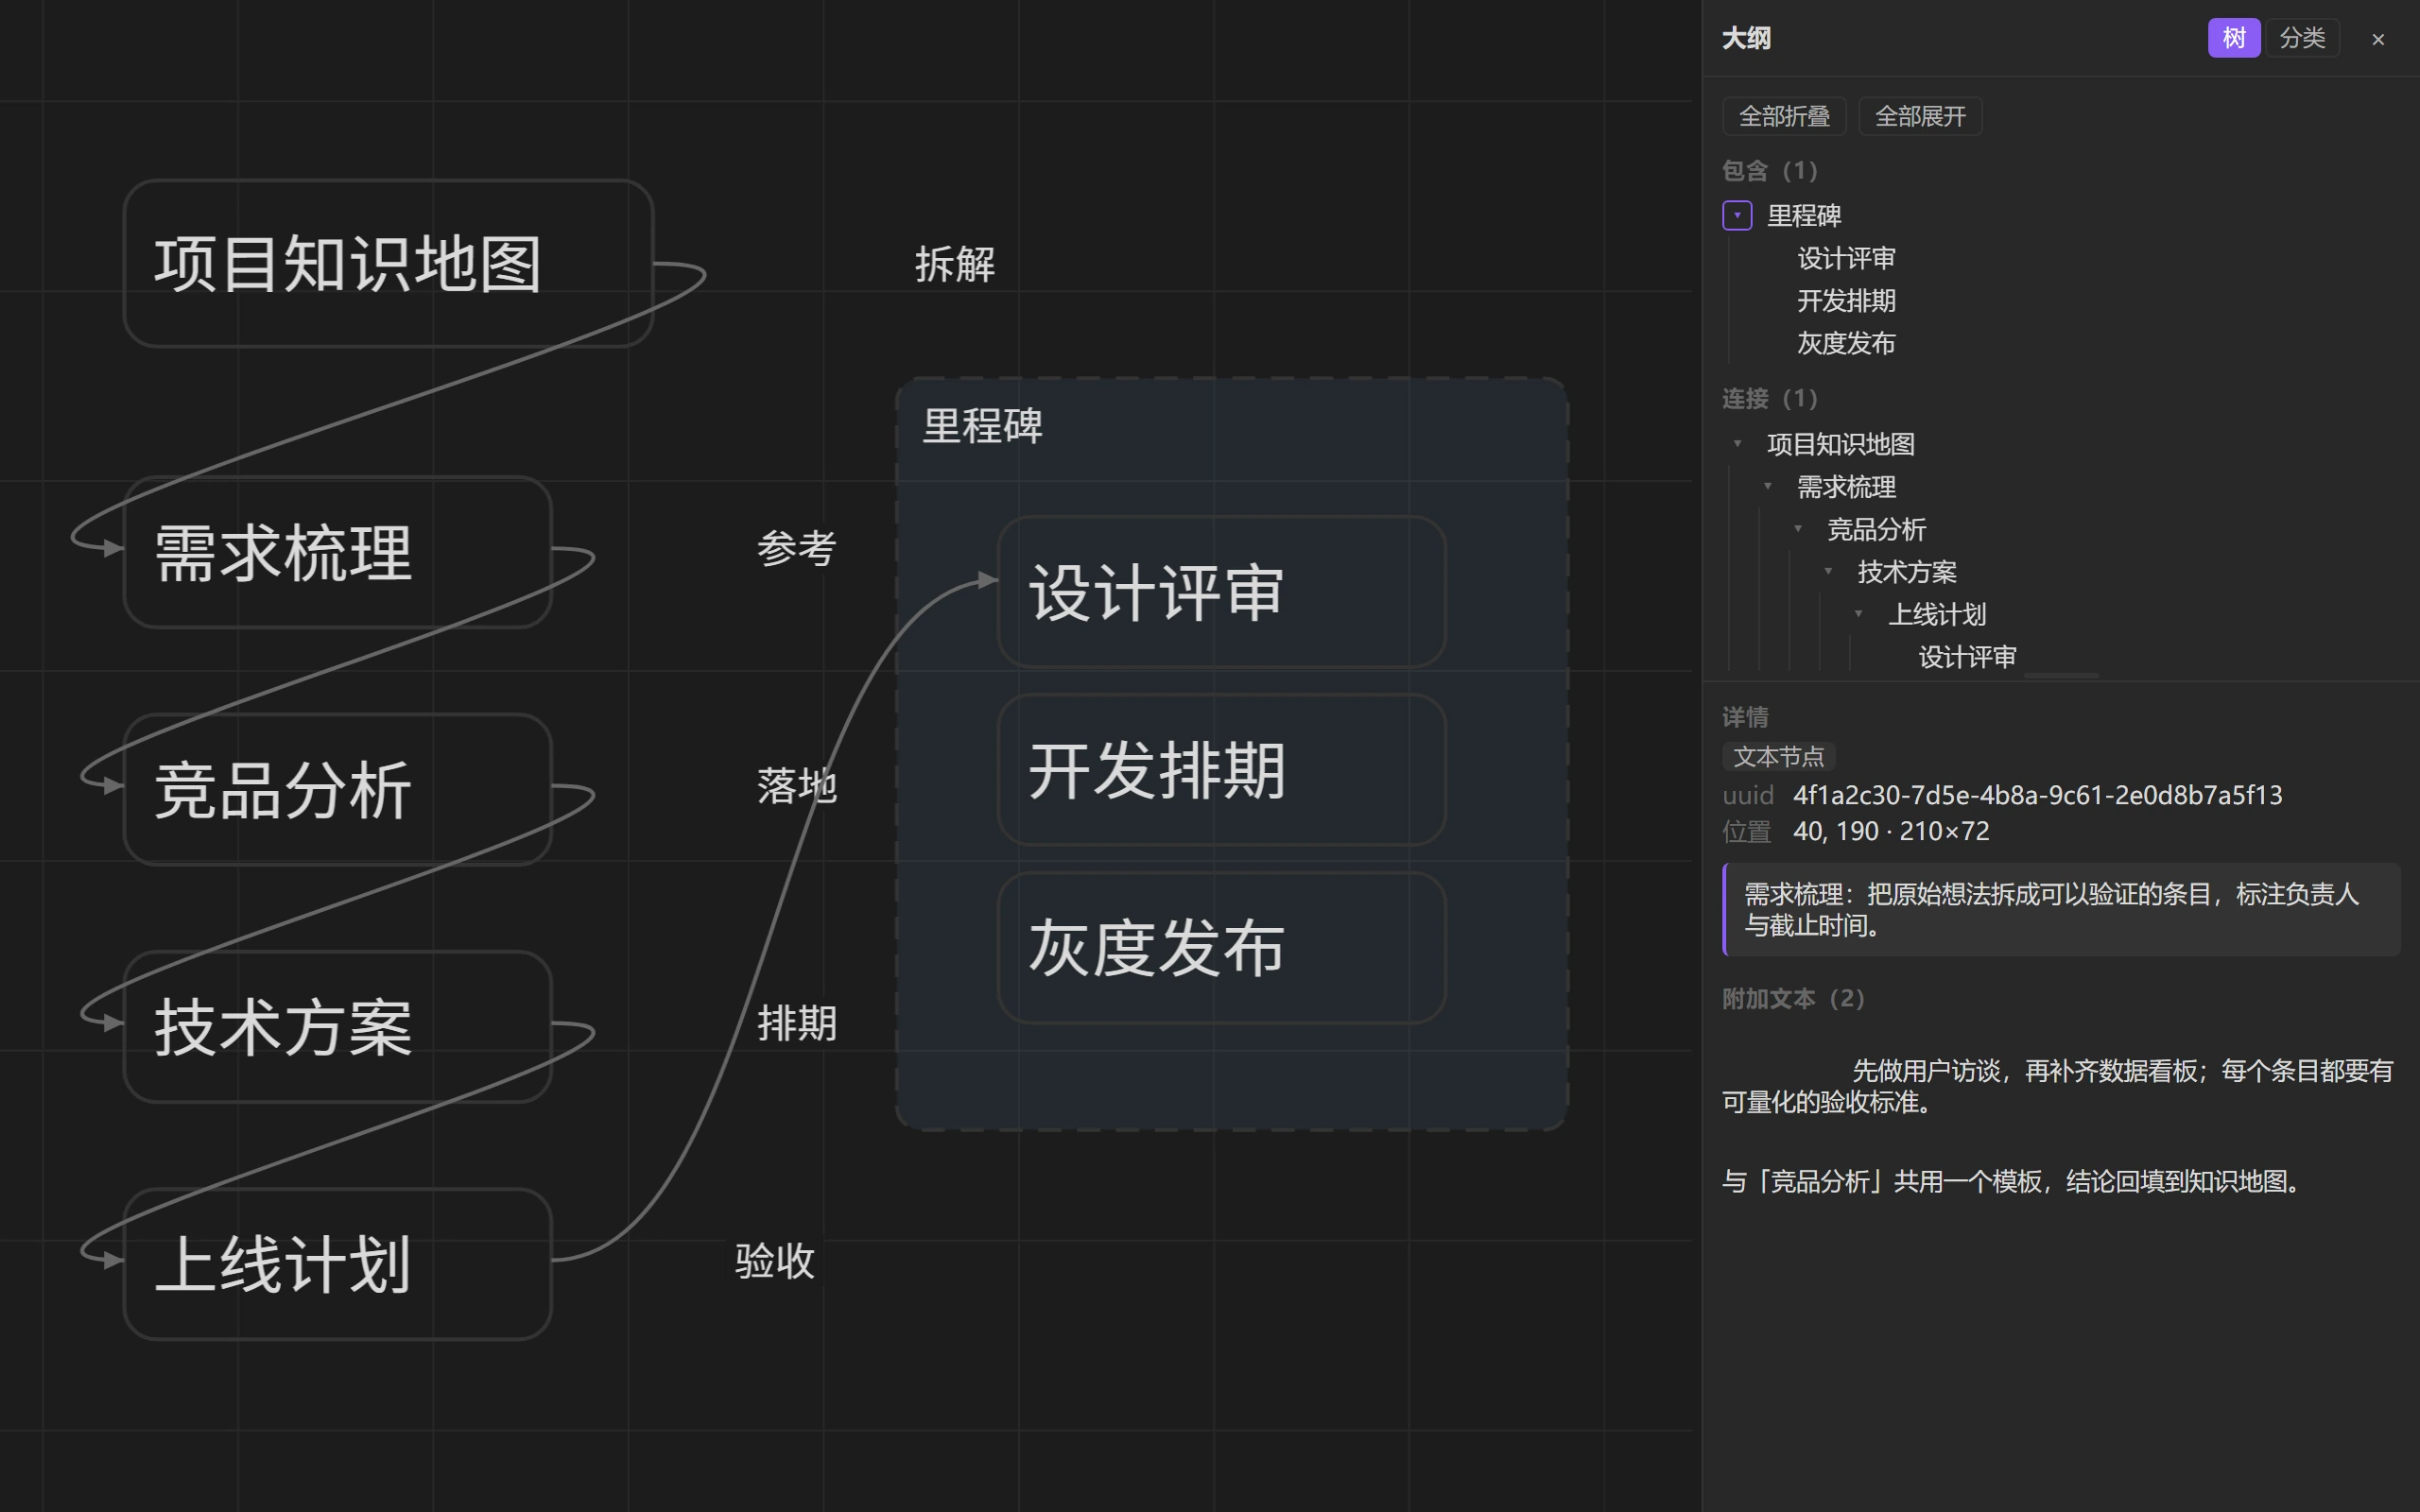 项目知识地图
拆解
里程碑
需求梳理
参考
设计评审
竞品分析
落地
开发排期
技术方案
排期
灰度发布
上线计划
验收
大纲
树
分类
×
全部折叠
全部展开
包含（1）
里程碑
设计评审
开发排期
灰度发布
连接（1）
项目知识地图
需求梳理
竞品分析
技术方案
上线计划
设计评审
详情
文本节点
uuid 4f1a2c30-7d5e-4b8a-9c61-2e0d8b7a5f13
位置 40, 190 · 210×72
需求梳理：把原始想法拆成可以验证的条目，标注负责人
与截止时间。
附加文本（2）
先做用户访谈，再补齐数据看板；每个条目都要有
可量化的验收标准。
与「竞品分析」共用一个模板，结论回填到知识地图。